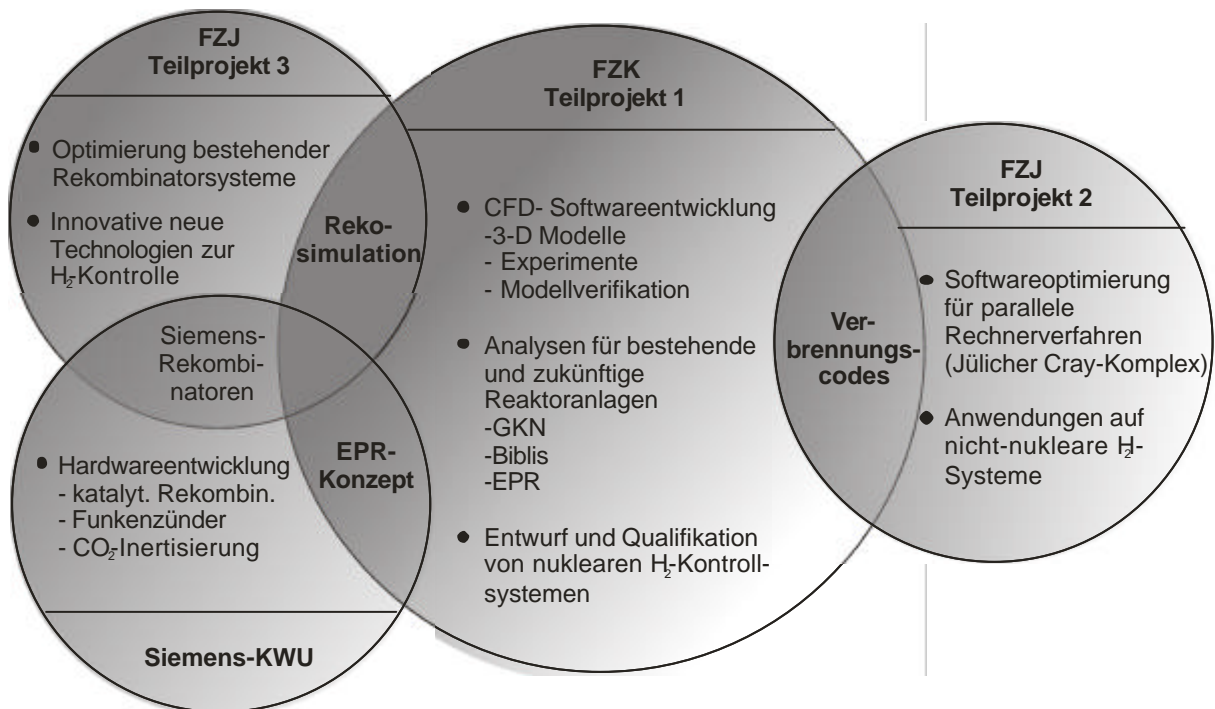 FZJ
Teilprojekt 3
• Optimierung bestehender
Rekombinatorsysteme
• Innovative neue
Technologien zur
H₂-Kontrolle
Reko-
simulation
Siemens-
Rekombi-
natoren
EPR-
Konzept
• Hardwareentwicklung
- katalyt. Rekombin.
- Funkenzünder
- CO₂-Inertisierung
Siemens-KWU
FZK
Teilprojekt 1
• CFD- Softwareentwicklung
-3-D Modelle
- Experimente
- Modellverifikation
• Analysen für bestehende
und zukünftige
Reaktoranlagen
-GKN
-Biblis
-EPR
• Entwurf und Qualifikation
von nuklearen H₂-Kontroll-
systemen
Ver-
brennungs-
codes
FZJ
Teilprojekt 2
• Softwareoptimierung
für parallele
Rechnerverfahren
(Jülicher Cray-Komplex)
• Anwendungen auf
nicht-nukleare H₂-
Systeme